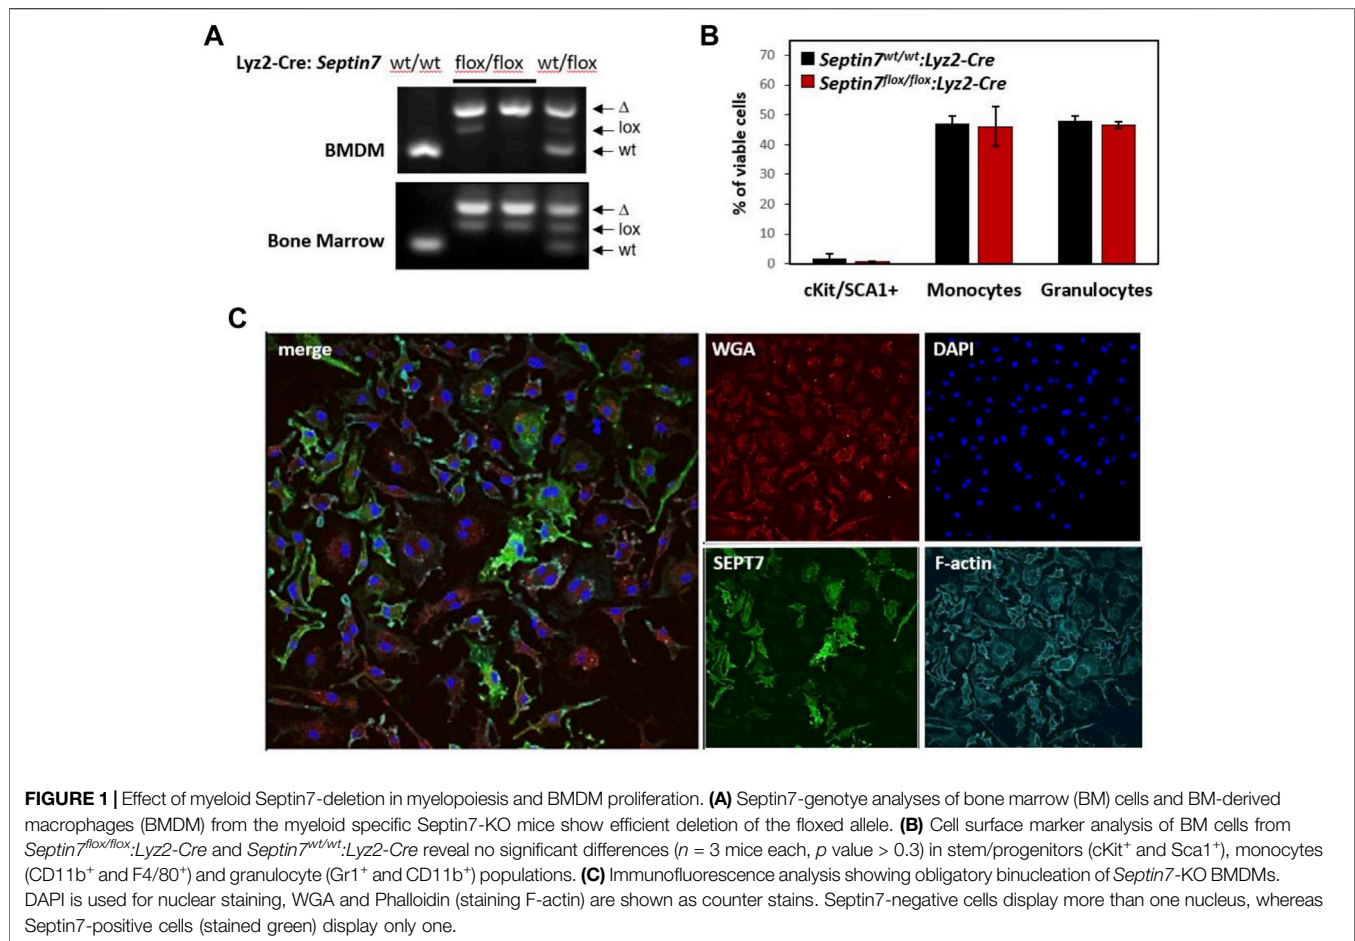 A
Lyz2-Cre: Septin7 wt/wt flox/flox wt/flox
BMDM
← Δ
← lox
← wt
Bone Marrow
← Δ
← lox
← wt
B
% of viable cells
70
60
50
40
30
20
10
0
Septin7wt/wt:Lyz2-Cre
Septin7flox/flox:Lyz2-Cre
cKit/SCA1+ Monocytes Granulocytes
C
merge
WGA
DAPI
SEPT7
F-actin
FIGURE 1 | Effect of myeloid Septin7-deletion in myelopoiesis and BMDM proliferation. (A) Septin7-genotye analyses of bone marrow (BM) cells and BM-derived
macrophages (BMDM) from the myeloid specific Septin7-KO mice show efficient deletion of the floxed allele. (B) Cell surface marker analysis of BM cells from
Septin7flox/flox:Lyz2-Cre and Septin7wt/wt:Lyz2-Cre reveal no significant differences (n = 3 mice each, p value > 0.3) in stem/progenitors (cKit+ and Sca1+), monocytes
(CD11b+ and F4/80+) and granulocyte (Gr1+ and CD11b+) populations. (C) Immunofluorescence analysis showing obligatory binucleation of Septin7-KO BMDMs.
DAPI is used for nuclear staining, WGA and Phalloidin (staining F-actin) are shown as counter stains. Septin7-negative cells display more than one nucleus, whereas
Septin7-positive cells (stained green) display only one.